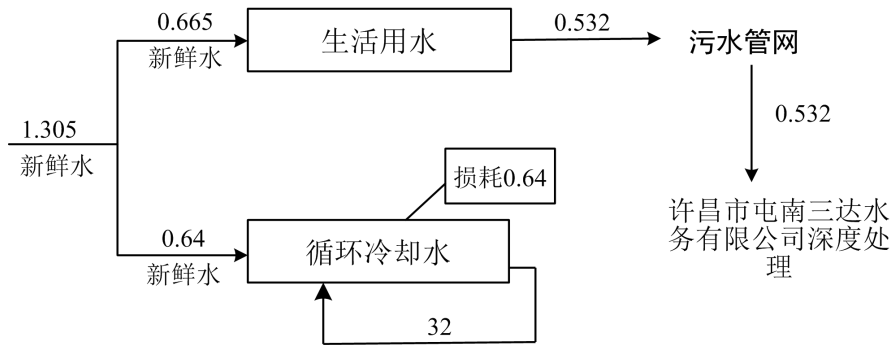 0.665
新鲜水
生活用水
0.532
污水管网
0.532
1.305
新鲜水
损耗0.64
许昌市屯南三达水
务有限公司深度处
理
0.64
新鲜水
循环冷却水
32